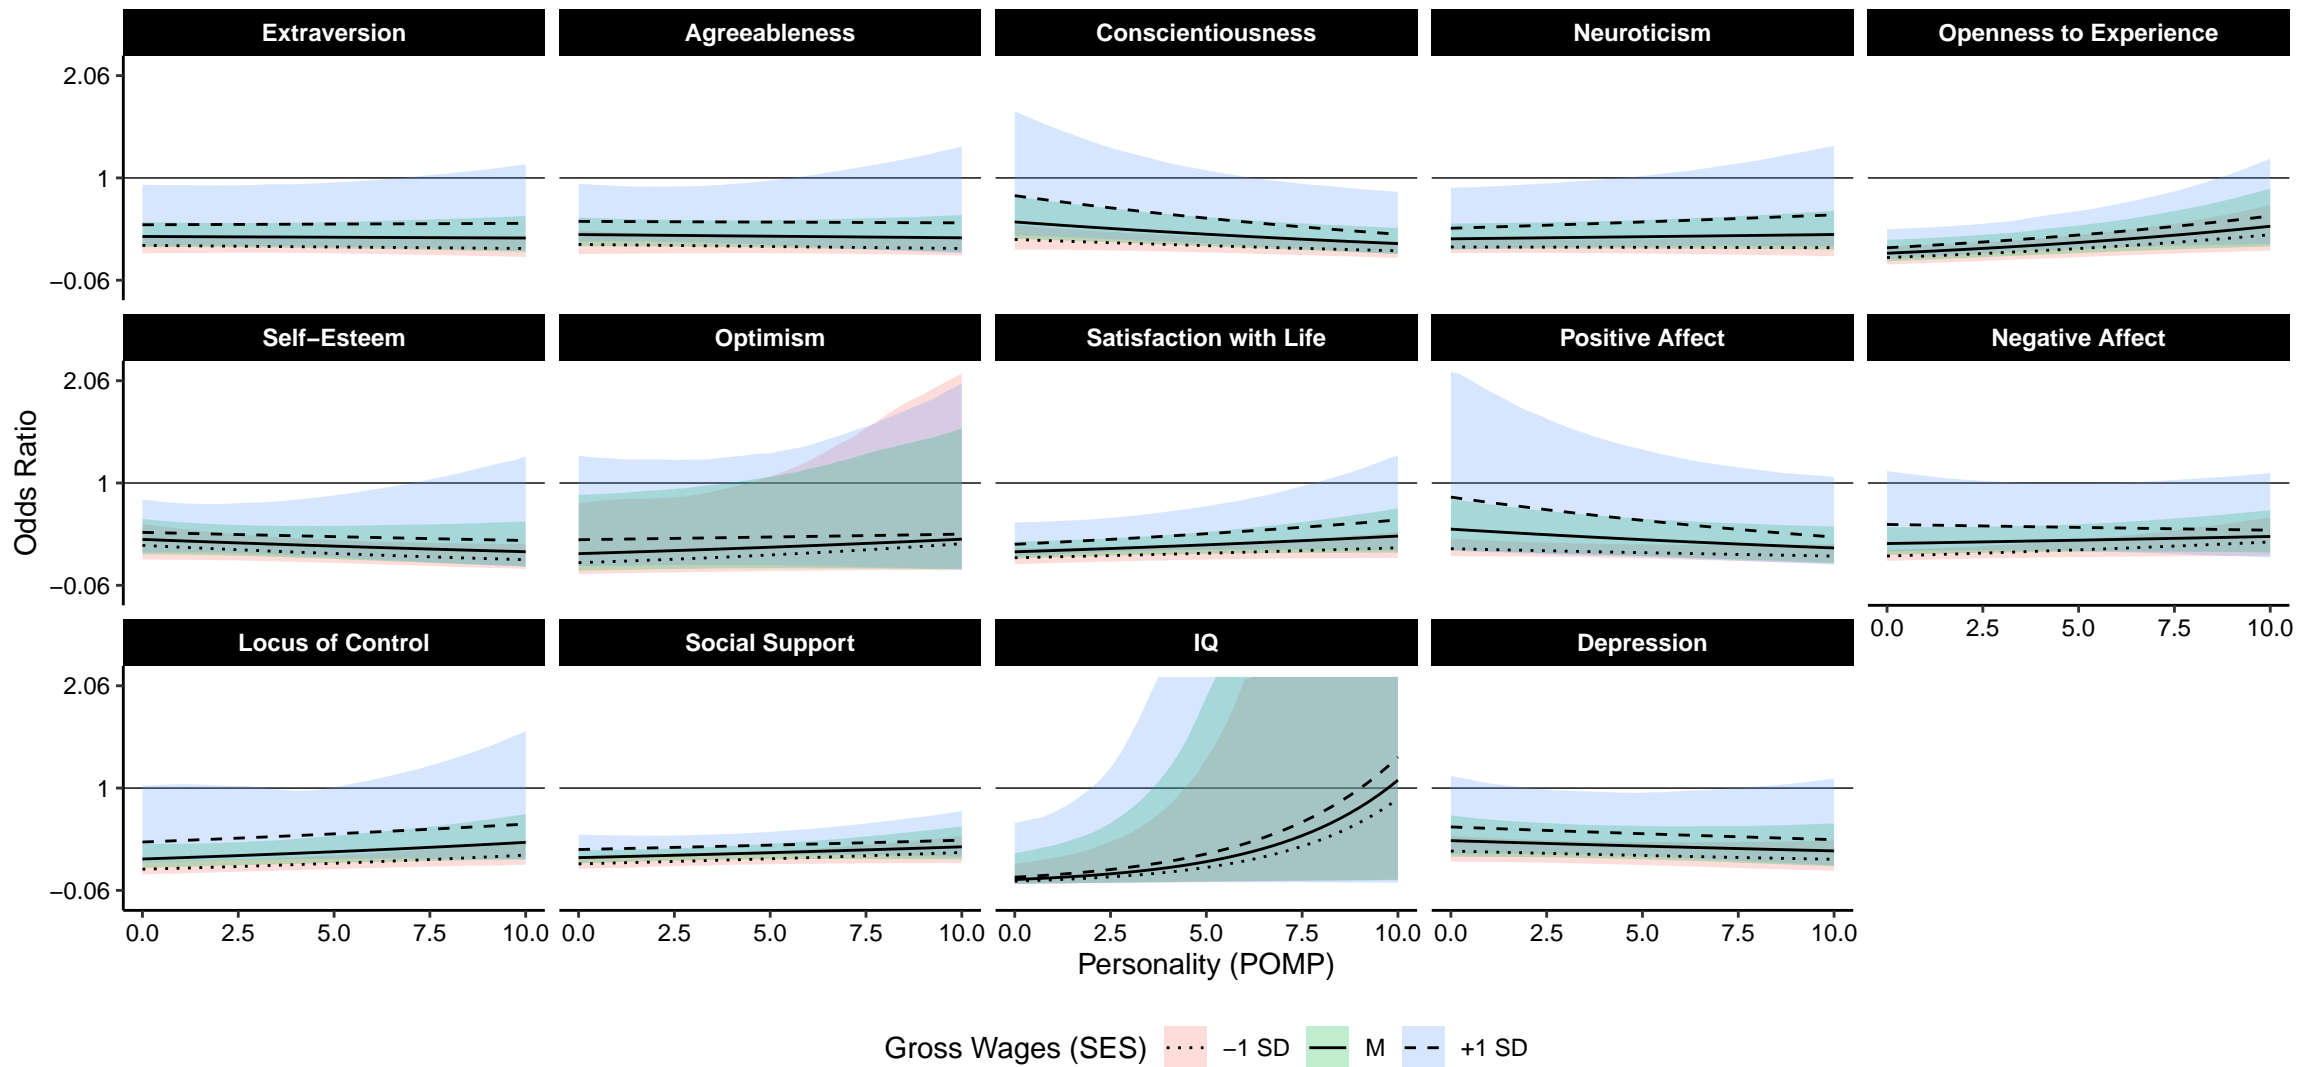 Extraversion Agreeableness Conscientiousness Neuroticism Openness to Experience
2.06
1
−0.06
Self−Esteem Optimism Satisfaction with Life Positive Affect Negative Affect
2.06
1
−0.06
0.0 2.5 5.0 7.5 10.0
Locus of Control Social Support IQ Depression
2.06
1
−0.06
0.0 2.5 5.0 7.5 10.0 0.0 2.5 5.0 7.5 10.0 0.0 2.5 5.0 7.5 10.0 0.0 2.5 5.0 7.5 10.0
Odds Ratio
Personality (POMP)
Gross Wages (SES) −1 SD M +1 SD